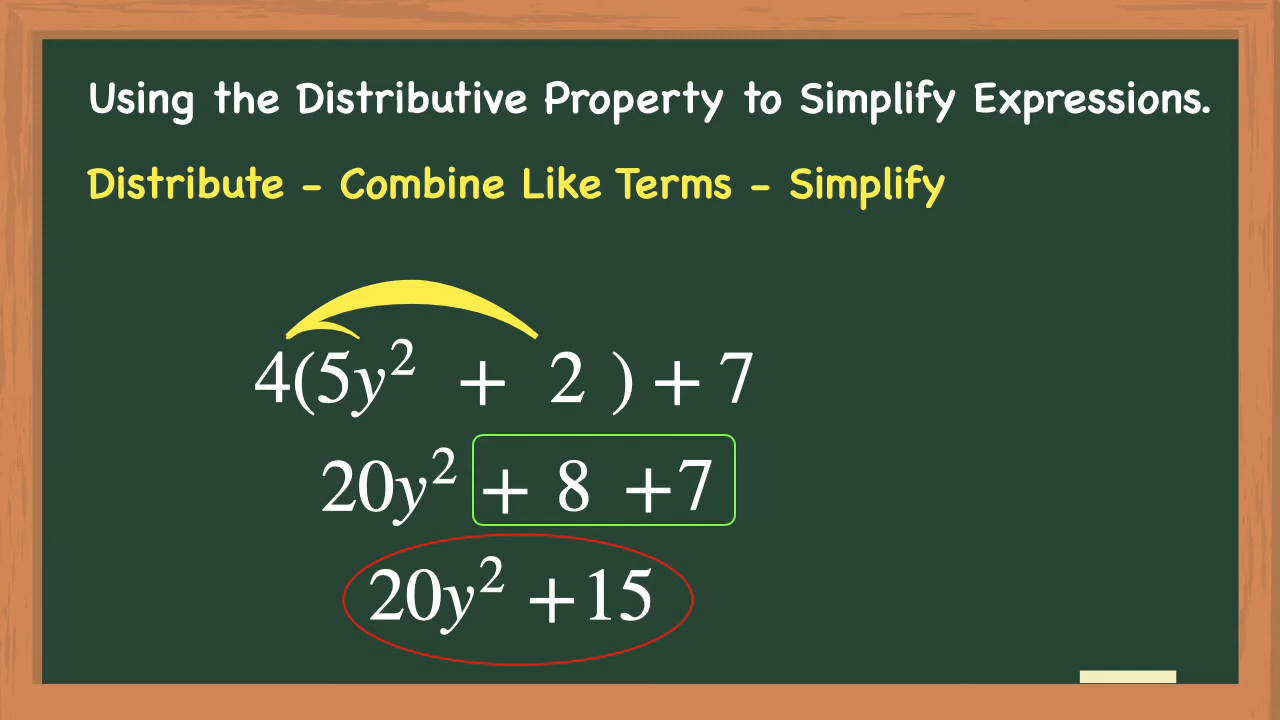 Using the Distributive Property to Simplify Expressions.
Distribute – Combine Like Terms – Simplify
4(5y² + 2 ) + 7
20y² + 8 +7
20y² +15